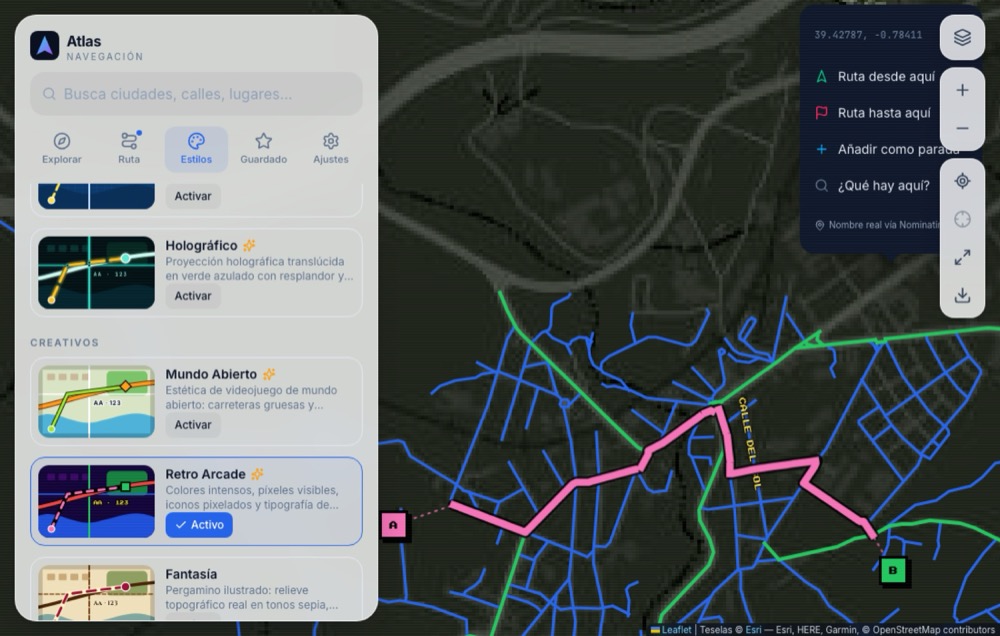 Atlas
NAVEGACIÓN
Busca ciudades, calles, lugares...
Explorar
Ruta
Estilos
Guardado
Ajustes
Activar
Holográfico
Proyección holográfica translúcida
en verde azulado con resplandor y...
AA · 123
Activar
CREATIVOS
Mundo Abierto
Estética de videojuego de mundo
abierto: carreteras gruesas y...
AA · 123
Activar
Retro Arcade
Colores intensos, píxeles visibles,
iconos pixelados y tipografía de...
AA · 123
Activo
Fantasía
Pergamino ilustrado: relieve
topográfico real en tonos sepia,...
AA · 123
39.42787, -0.78411
Ruta desde aquí
Ruta hasta aquí
Añadir como parada
¿Qué hay aquí?
Nombre real vía
CALLE DEL
A
B
Leaflet | Teselas © Esri — Esri, HERE, Garmin, © OpenStreetMap contributors